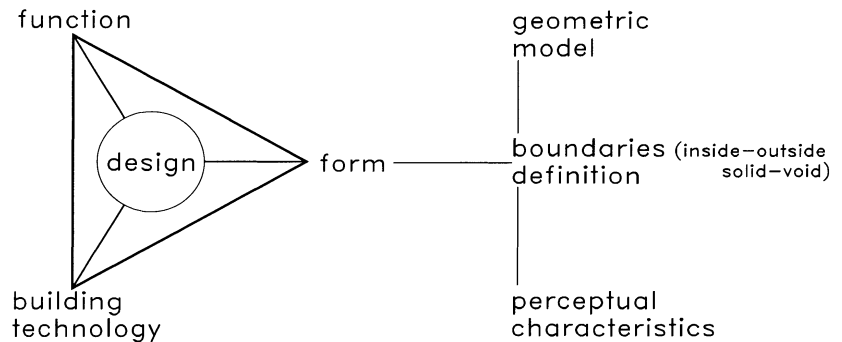 function
design
building
technology
form
geometric
model
boundaries (inside-outside
definition solid-void)
perceptual
characteristics